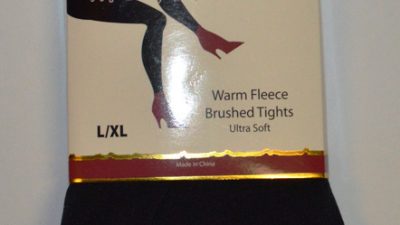 Warm Fleece
Brushed Tights
Ultra Soft
L/XL
Made in China